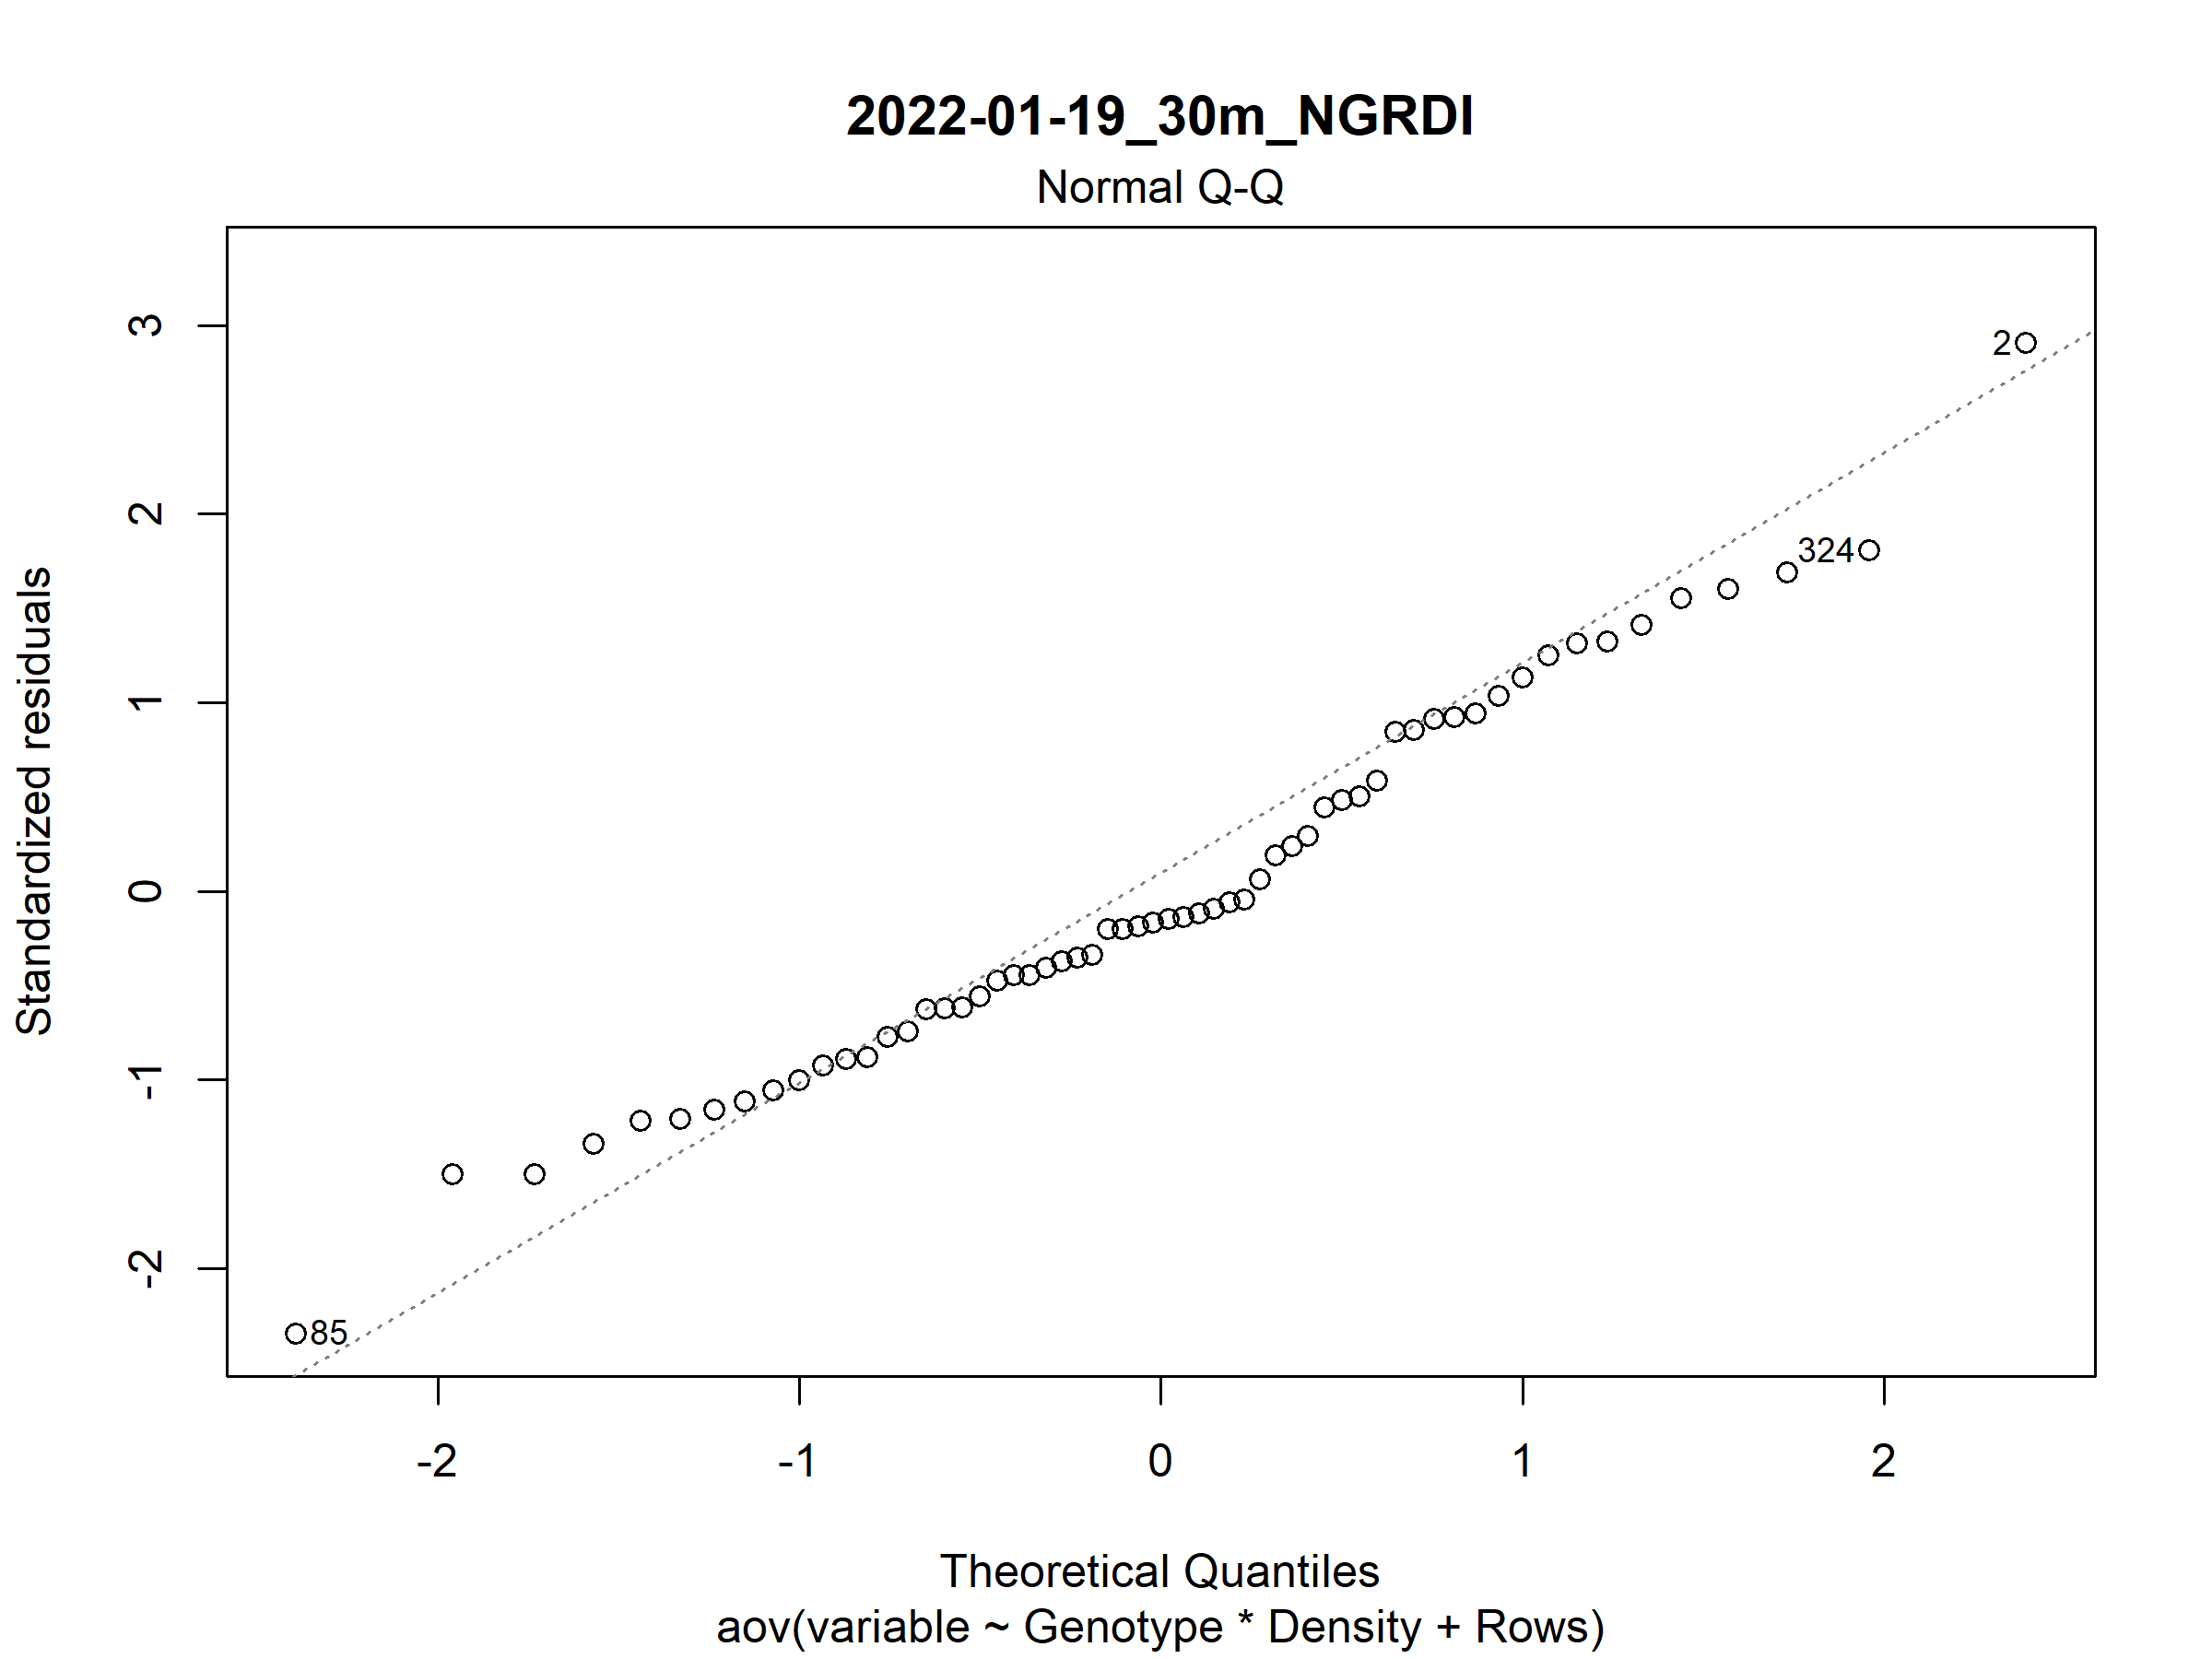 2022-01-19_30m_NGRDI
Normal Q-Q
Standardized residuals
3
2
1
0
-1
-2
2
324
85
-2
-1
0
1
2
Theoretical Quantiles
aov(variable ~ Genotype * Density + Rows)